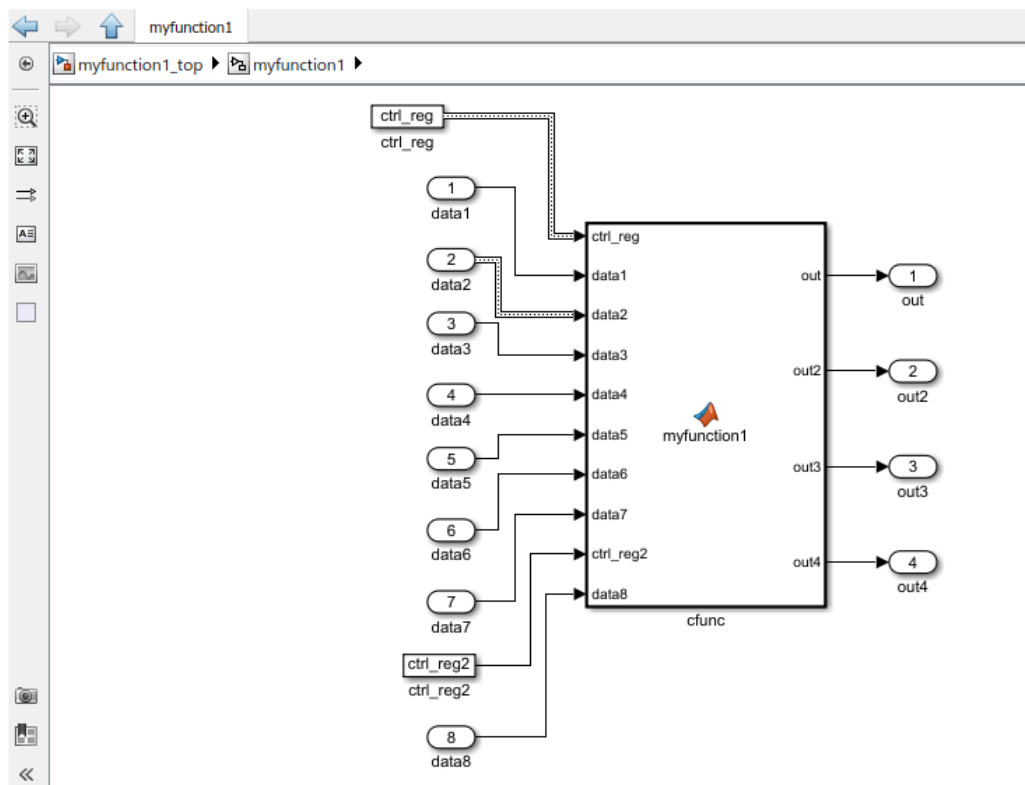 myfunction1
myfunction1_top myfunction1
ctrl_reg
ctrl_reg
1
data1
2
data2
3
data3
4
data4
5
data5
6
data6
7
data7
ctrl_reg2
ctrl_reg2
8
data8
ctrl_reg
data1
data2
data3
data4
data5
data6
data7
ctrl_reg2
data8
myfunction1
out
out2
out3
out4
cfunc
1
out
2
out2
3
out3
4
out4
A